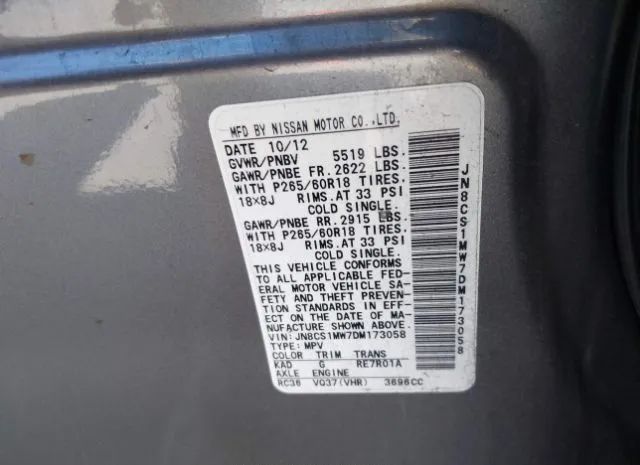 MFD BY NISSAN MOTOR CO.,LTD.
DATE 10/12
GVWR/PNBV 5519 LBS.
GAWR/PNBE FR. 2622 LBS.
WITH P265/60R18 TIRES.
18×8J RIMS.AT 33 PSI
COLD SINGLE.
GAWR/PNBE RR. 2915 LBS.
WITH P265/60R18 TIRES.
18×8J RIMS.AT 33 PSI
COLD SINGLE.
THIS VEHICLE CONFORMS
TO ALL APPLICABLE FED-
ERAL MOTOR VEHICLE SA-
FETY AND THEFT PREVEN-
TION STANDARDS IN EFF-
ECT ON THE DATE OF MA-
NUFACTURE SHOWN ABOVE.
VIN:JN8CS1MW7DM173058
TYPE:MPV
COLOR TRIM TRANS
KAD G RE7R01A
AXLE ENGINE
RC36 VQ37(VHR) 3696CC
JN8CS1MW7DM173058